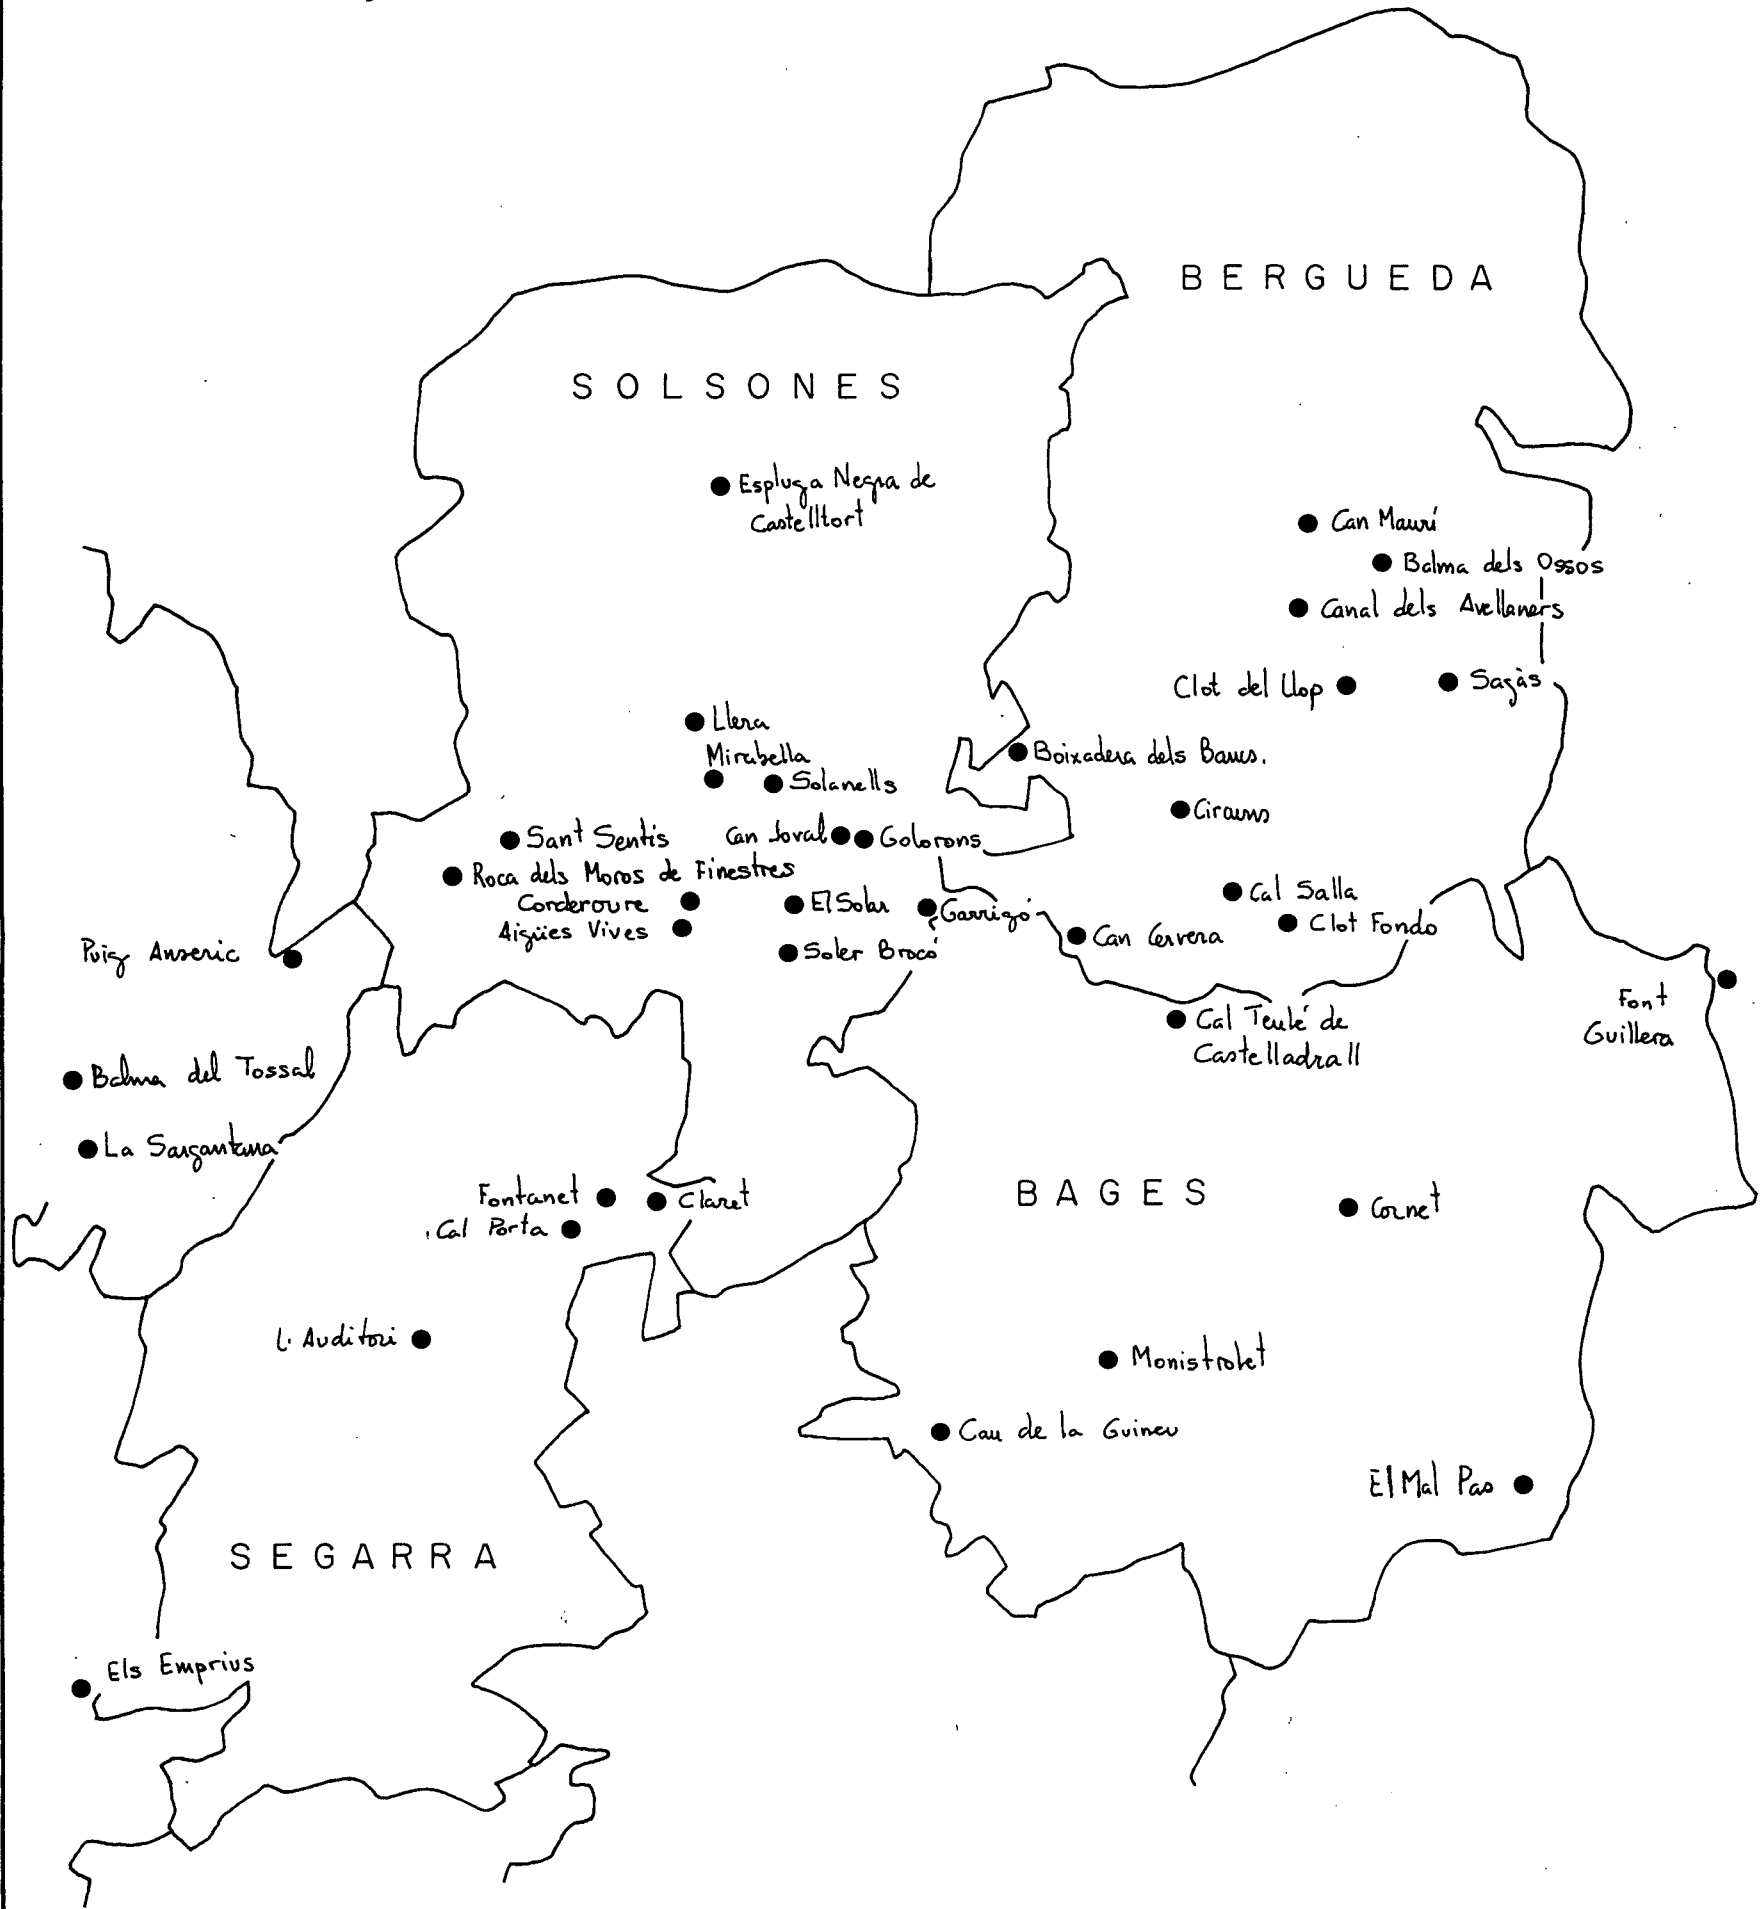 BERGUEDA
SOLSONES
Espluga Negra de
Castelltort
Can Maurí
Balma dels Ossos
Canal dels Avellaners
Clot del Llop
Sagàs
Llera
Mirabella
Boixadera dels Bancs.
Solanells
Cirauns
Sant Sentis
Can Joval
Golorons
Roca dels Moros de Finestres
Cal Salla
Corderoure
El Solar
Garrigó
Clot Fondo
Aigües Vives
Can Cervera
Puig Anseric
Soler Brocó
Font
Guillera
Cal Teulé de
Castelladrall
Balma del Tossal
La Sargantana
Fontanet
Claret
BAGES
Cornet
Cal Porta
L'Auditori
Monistrolet
Cau de la Guineu
El Mal Pas
SEGARRA
Els Emprius